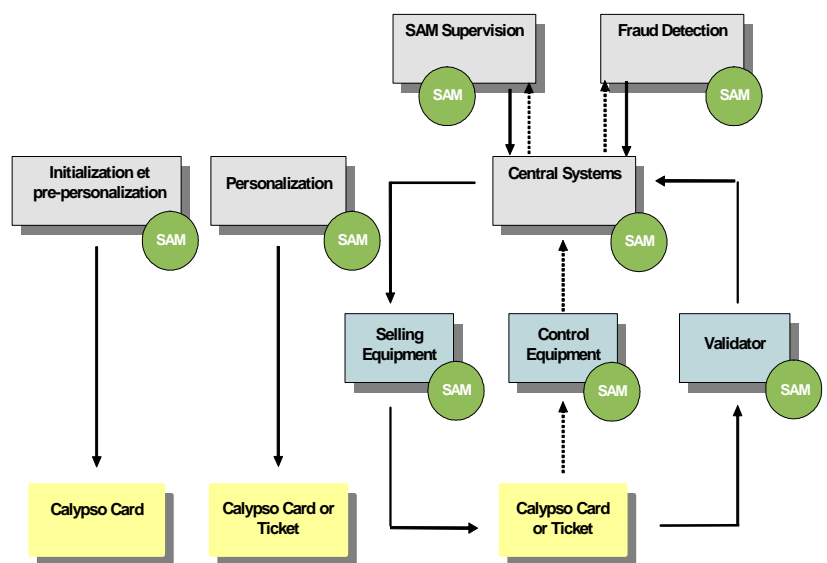 SAM Supervision
Fraud Detection
SAM
SAM
Initialization et
pre-personalization
Personalization
Central Systems
SAM
SAM
SAM
Selling
Equipment
Control
Equipment
Validator
SAM
SAM
SAM
Calypso Card
Calypso Card or
Ticket
Calypso Card
or Ticket